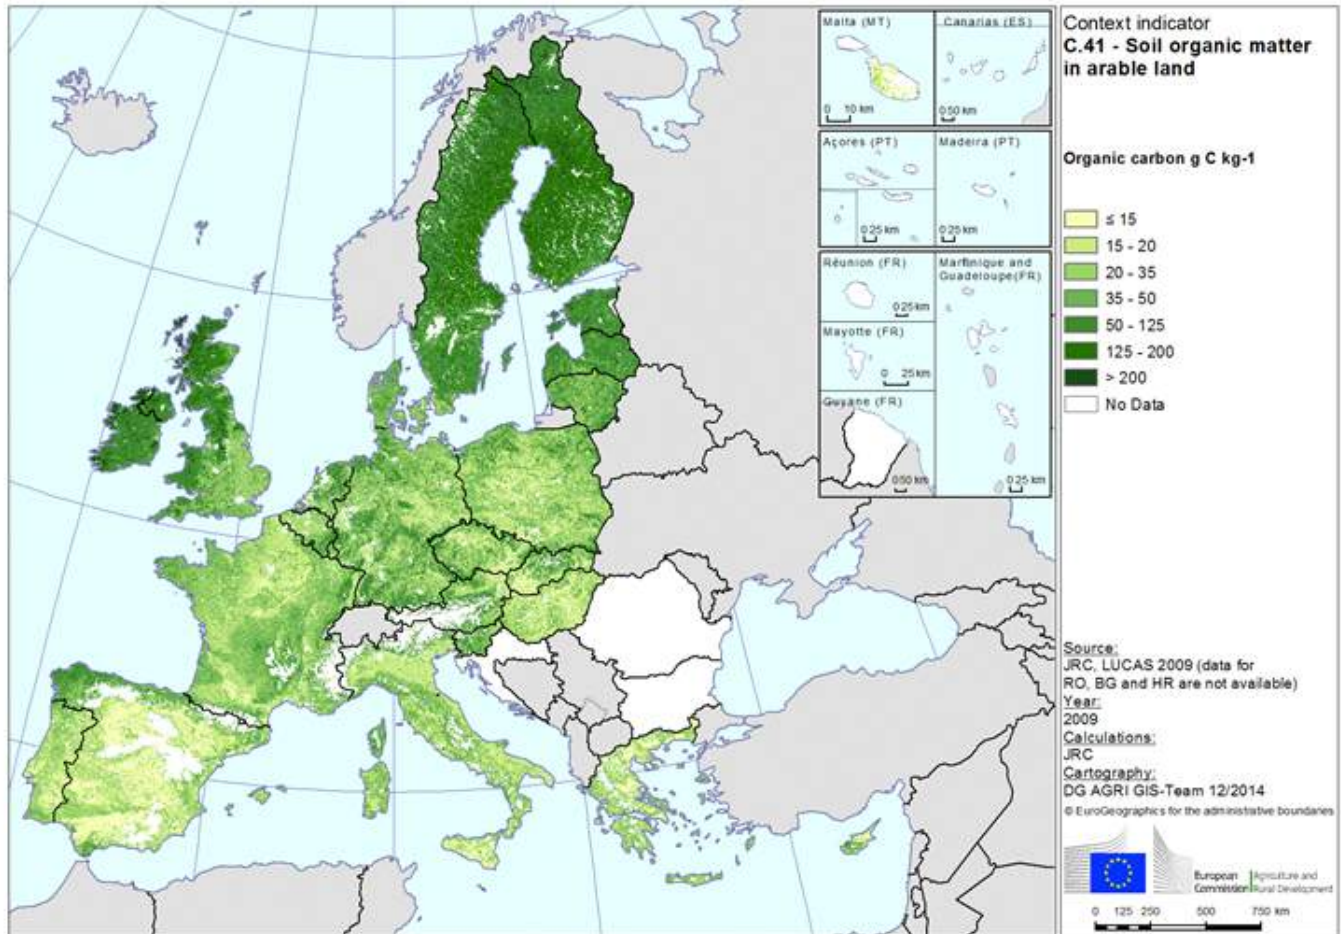 Malta (MT)
0 10 km
Canarias (ES)
0 50 km
Açores (PT)
0 25 km
Madeira (PT)
0 25 km
Réunion (FR)
0 25 km
Martinique and
Guadeloupe(FR)
0 25 km
Mayotte (FR)
0 25 km
Guyane (FR)
0 50 km
Context indicator
C.41 - Soil organic matter
in arable land
Organic carbon g C kg-1
≤ 15
15 - 20
20 - 35
35 - 50
50 - 125
125 - 200
> 200
No Data
Source:
JRC, LUCAS 2009 (data for
RO, BG and HR are not available)
Year:
2009
Calculations:
JRC
Cartography:
DG AGRI GIS-Team 12/2014
© EuroGeographics for the administrative boundaries
European
Commission
Agriculture and
Rural Development
0 125 250 500 750 km